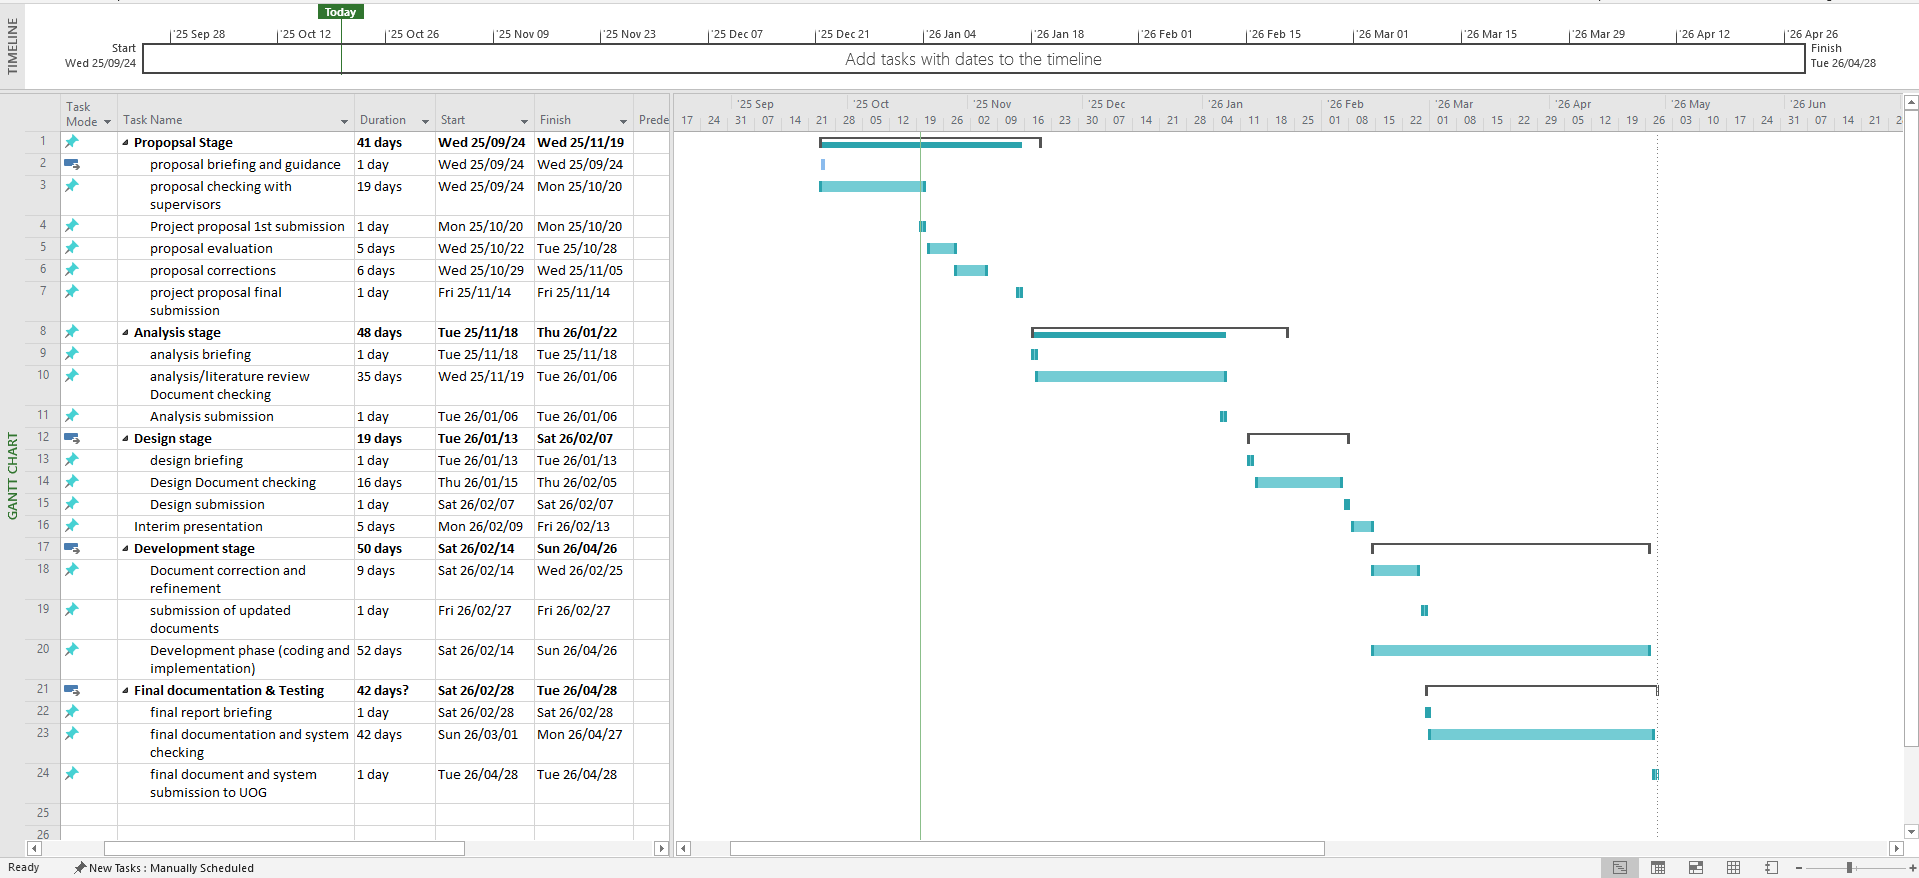 TIMELINE
Today
'25 Sep 28 '25 Oct 12 '25 Oct 26 '25 Nov 09 '25 Nov 23 '25 Dec 07 '25 Dec 21 '26 Jan 04 '26 Jan 18 '26 Feb 01 '26 Feb 15 '26 Mar 01 '26 Mar 15 '26 Mar 29 '26 Apr 12 '26 Apr 26
Start
Wed 25/09/24
Add tasks with dates to the timeline
Finish
Tue 26/04/28
GANTT CHART
Task Mode Task Name Duration Start Finish Prede
'25 Sep '25 Oct '25 Nov '25 Dec '26 Jan '26 Feb '26 Mar '26 Apr '26 May '26 Jun
17 24 31 07 14 21 28 05 12 19 26 02 09 16 23 30 07 14 21 28 04 11 18 25 01 08 15 22 01 08 15 22 29 05 12 19 26 03 10 17 24 31 07 14 21
1 Propopsal Stage 41 days Wed 25/09/24 Wed 25/11/19
2 proposal briefing and guidance 1 day Wed 25/09/24 Wed 25/09/24
3 proposal checking with 19 days Wed 25/09/24 Mon 25/10/20
supervisors
4 Project proposal 1st submission 1 day Mon 25/10/20 Mon 25/10/20
5 proposal evaluation 5 days Wed 25/10/22 Tue 25/10/28
6 proposal corrections 6 days Wed 25/10/29 Wed 25/11/05
7 project proposal final 1 day Fri 25/11/14 Fri 25/11/14
submission
8 Analysis stage 48 days Tue 25/11/18 Thu 26/01/22
9 analysis briefing 1 day Tue 25/11/18 Tue 25/11/18
10 analysis/literature review 35 days Wed 25/11/19 Tue 26/01/06
Document checking
11 Analysis submission 1 day Tue 26/01/06 Tue 26/01/06
12 Design stage 19 days Tue 26/01/13 Sat 26/02/07
13 design briefing 1 day Tue 26/01/13 Tue 26/01/13
14 Design Document checking 16 days Thu 26/01/15 Thu 26/02/05
15 Design submission 1 day Sat 26/02/07 Sat 26/02/07
16 Interim presentation 5 days Mon 26/02/09 Fri 26/02/13
17 Development stage 50 days Sat 26/02/14 Sun 26/04/26
18 Document correction and 9 days Sat 26/02/14 Wed 26/02/25
refinement
19 submission of updated 1 day Fri 26/02/27 Fri 26/02/27
documents
20 Development phase (coding and 52 days Sat 26/02/14 Sun 26/04/26
implementation)
21 Final documentation & Testing 42 days? Sat 26/02/28 Tue 26/04/28
22 final report briefing 1 day Sat 26/02/28 Sat 26/02/28
23 final documentation and system 42 days Sun 26/03/01 Mon 26/04/27
checking
24 final document and system 1 day Tue 26/04/28 Tue 26/04/28
submission to UOG
25
26
Ready New Tasks : Manually Scheduled